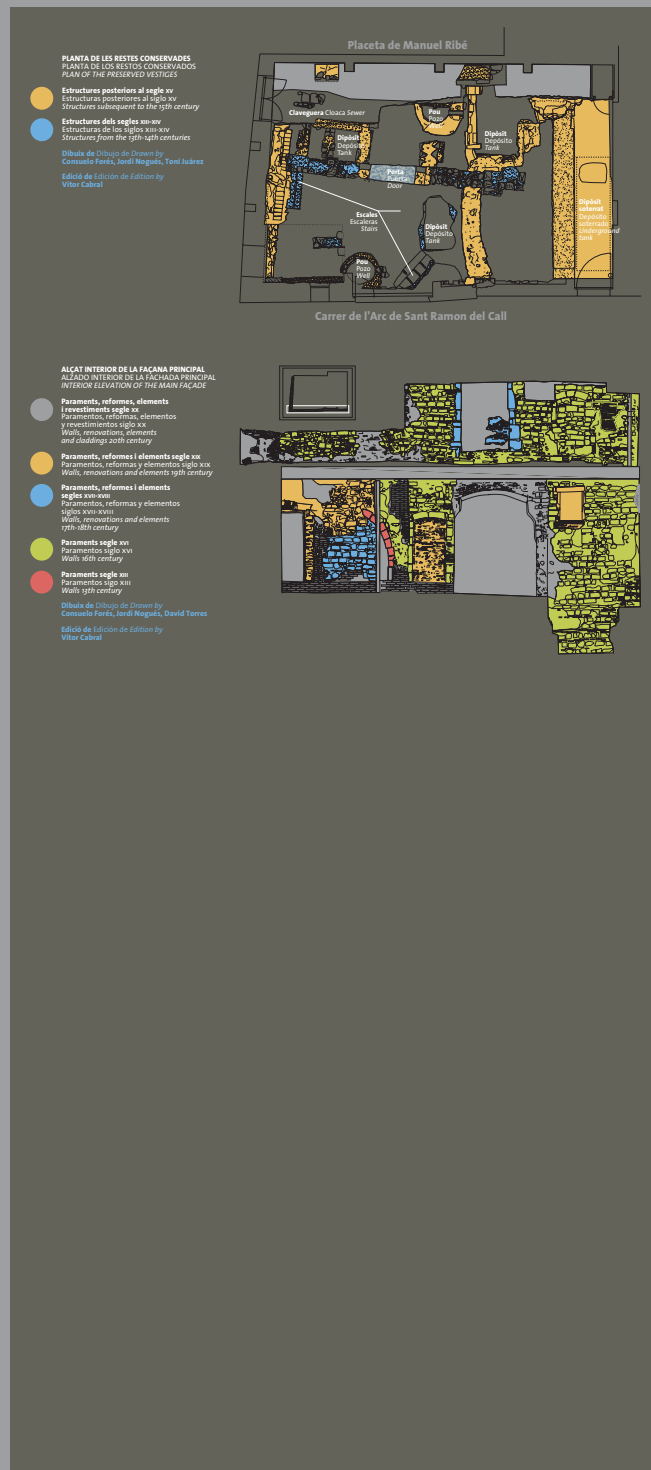 Placeta de Manuel Ribé
PLANTA DE LES RESTES CONSERVADES
PLANTA DE LOS RESTOS CONSERVADOS
PLAN OF THE PRESERVED VESTIGES
Estructures posteriors al segle XV
Estructuras posteriores al siglo XV
Structures subsequent to the 15th century
Estructures dels segles XIII-XIV
Estructuras de los siglos XIII-XIV
Structures from the 13th-14th centuries
Dibuix de Dibujo de Drawn by
Consuelo Forés, Jordi Nogués, Toni Juárez
Edició de Edición de Edition by
Vitor Cabral
Claveguera Cloaca Sewer
Pou
Pozo
Well
Dipòsit
Depósito
Tank
Dipòsit
Depósito
Tank
Porta
Puerta
Door
Escales
Escaleras
Stairs
Dipòsit
Depósito
Tank
Dipòsit
soterrat
Depósito
soterrado
Underground
tank
Pou
Pozo
Well
Carrer de l'Arc de Sant Ramon del Call
ALÇAT INTERIOR DE LA FAÇANA PRINCIPAL
ALZADO INTERIOR DE LA FACHADA PRINCIPAL
INTERIOR ELEVATION OF THE MAIN FAÇADE
Paraments, reformes, elements
i revestiments segle XX
Paramentos, reformas, elementos
y revestimientos siglo XX
Walls, renovations, elements
and claddings 20th century
Paraments, reformes i elements segle XIX
Paramentos, reformas y elementos siglo XIX
Walls, renovations and elements 19th century
Paraments, reformes i elements
segles XVII-XVIII
Paramentos, reformas y elementos
siglos XVII-XVIII
Walls, renovations and elements
17th-18th century
Paraments segle XVI
Paramentos siglo XVI
Walls 16th century
Paraments segle XIII
Paramentos sigo XIII
Walls 13th century
Dibuix de Dibujo de Drawn by
Consuelo Forés, Jordi Nogués, David Torres
Edició de Edición de Edition by
Vitor Cabral